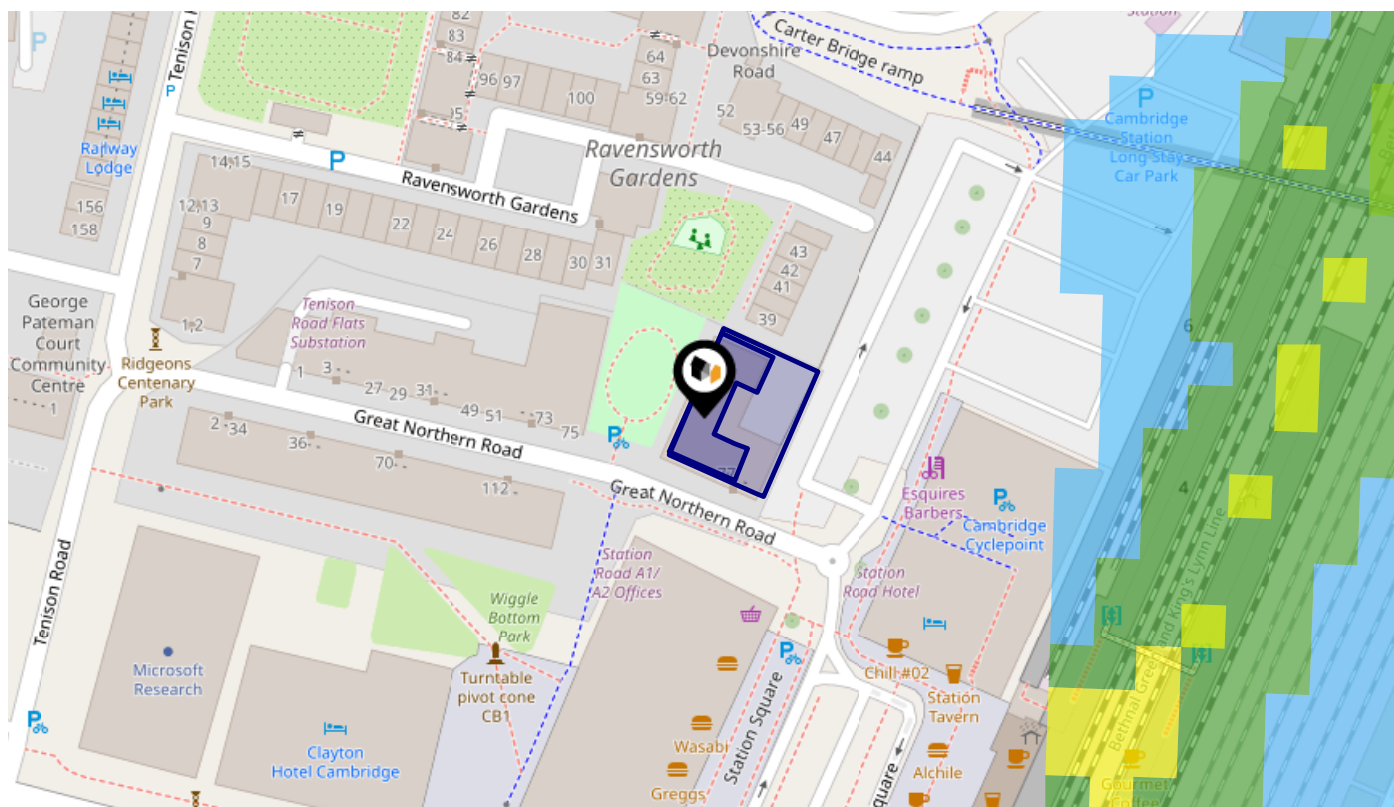 Tenison
82
83
84
64
63
59-62
96 97
100
52
53-56
49
47
44
Devonshire
Road
Carter Bridge ramp
Station
P
P
Cambridge
Station
Long-Stay
Car Park
Railway
Lodge
P
P
14,15
Ravensworth
Gardens
Ravensworth Gardens
156
158
12,13
9
8
7
17
19
22
24
26
28
30 31
43
42
41
39
6
George
Pateman
Court
Community
Centre
1
1,2
Tenison
Road Flats
Substation
Ridgeons
Centenary
Park
1
3
27 29
31
49 51
73
75
77
P
Great Northern Road
2
34
36
70
112
Great Northern Road
Esquires
Barbers
P
Cambridge
Cyclepoint
4
Tenison Road
Station
Road A1/
A2 Offices
Station
Road Hotel
Wiggle
Bottom
Park
Microsoft
Research
Turntable
pivot cone
CB1
P
P
Chill #02
Station
Tavern
Clayton
Hotel Cambridge
Wasabi
Greggs
Station Square
Alchile
Gourmet
Coffee
Bethnal Green and King's Lynn Line
quare